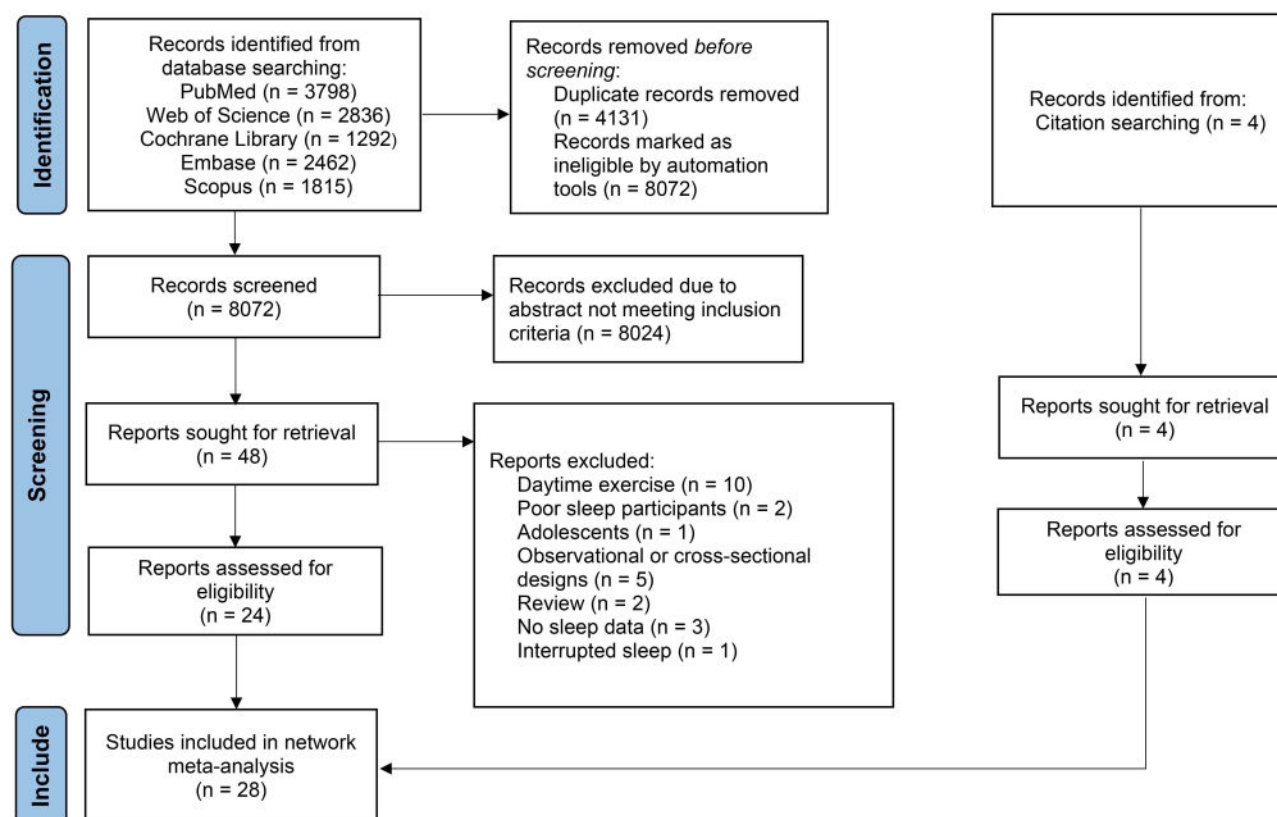 Identification
Records identified from
database searching:
PubMed (n = 3798)
Web of Science (n = 2836)
Cochrane Library (n = 1292)
Embase (n = 2462)
Scopus (n = 1815)
Records removed before
screening:
Duplicate records removed
(n = 4131)
Records marked as
ineligible by automation
tools (n = 8072)
Records identified from:
Citation searching (n = 4)
Screening
Records screened
(n = 8072)
Records excluded due to
abstract not meeting inclusion
criteria (n = 8024)
Reports sought for retrieval
(n = 48)
Reports excluded:
Daytime exercise (n = 10)
Poor sleep participants (n = 2)
Adolescents (n = 1)
Observational or cross-sectional
designs (n = 5)
Review (n = 2)
No sleep data (n = 3)
Interrupted sleep (n = 1)
Reports sought for retrieval
(n = 4)
Reports assessed for
eligibility
(n = 24)
Reports assessed for
eligibility
(n = 4)
Include
Studies included in network
meta-analysis
(n = 28)